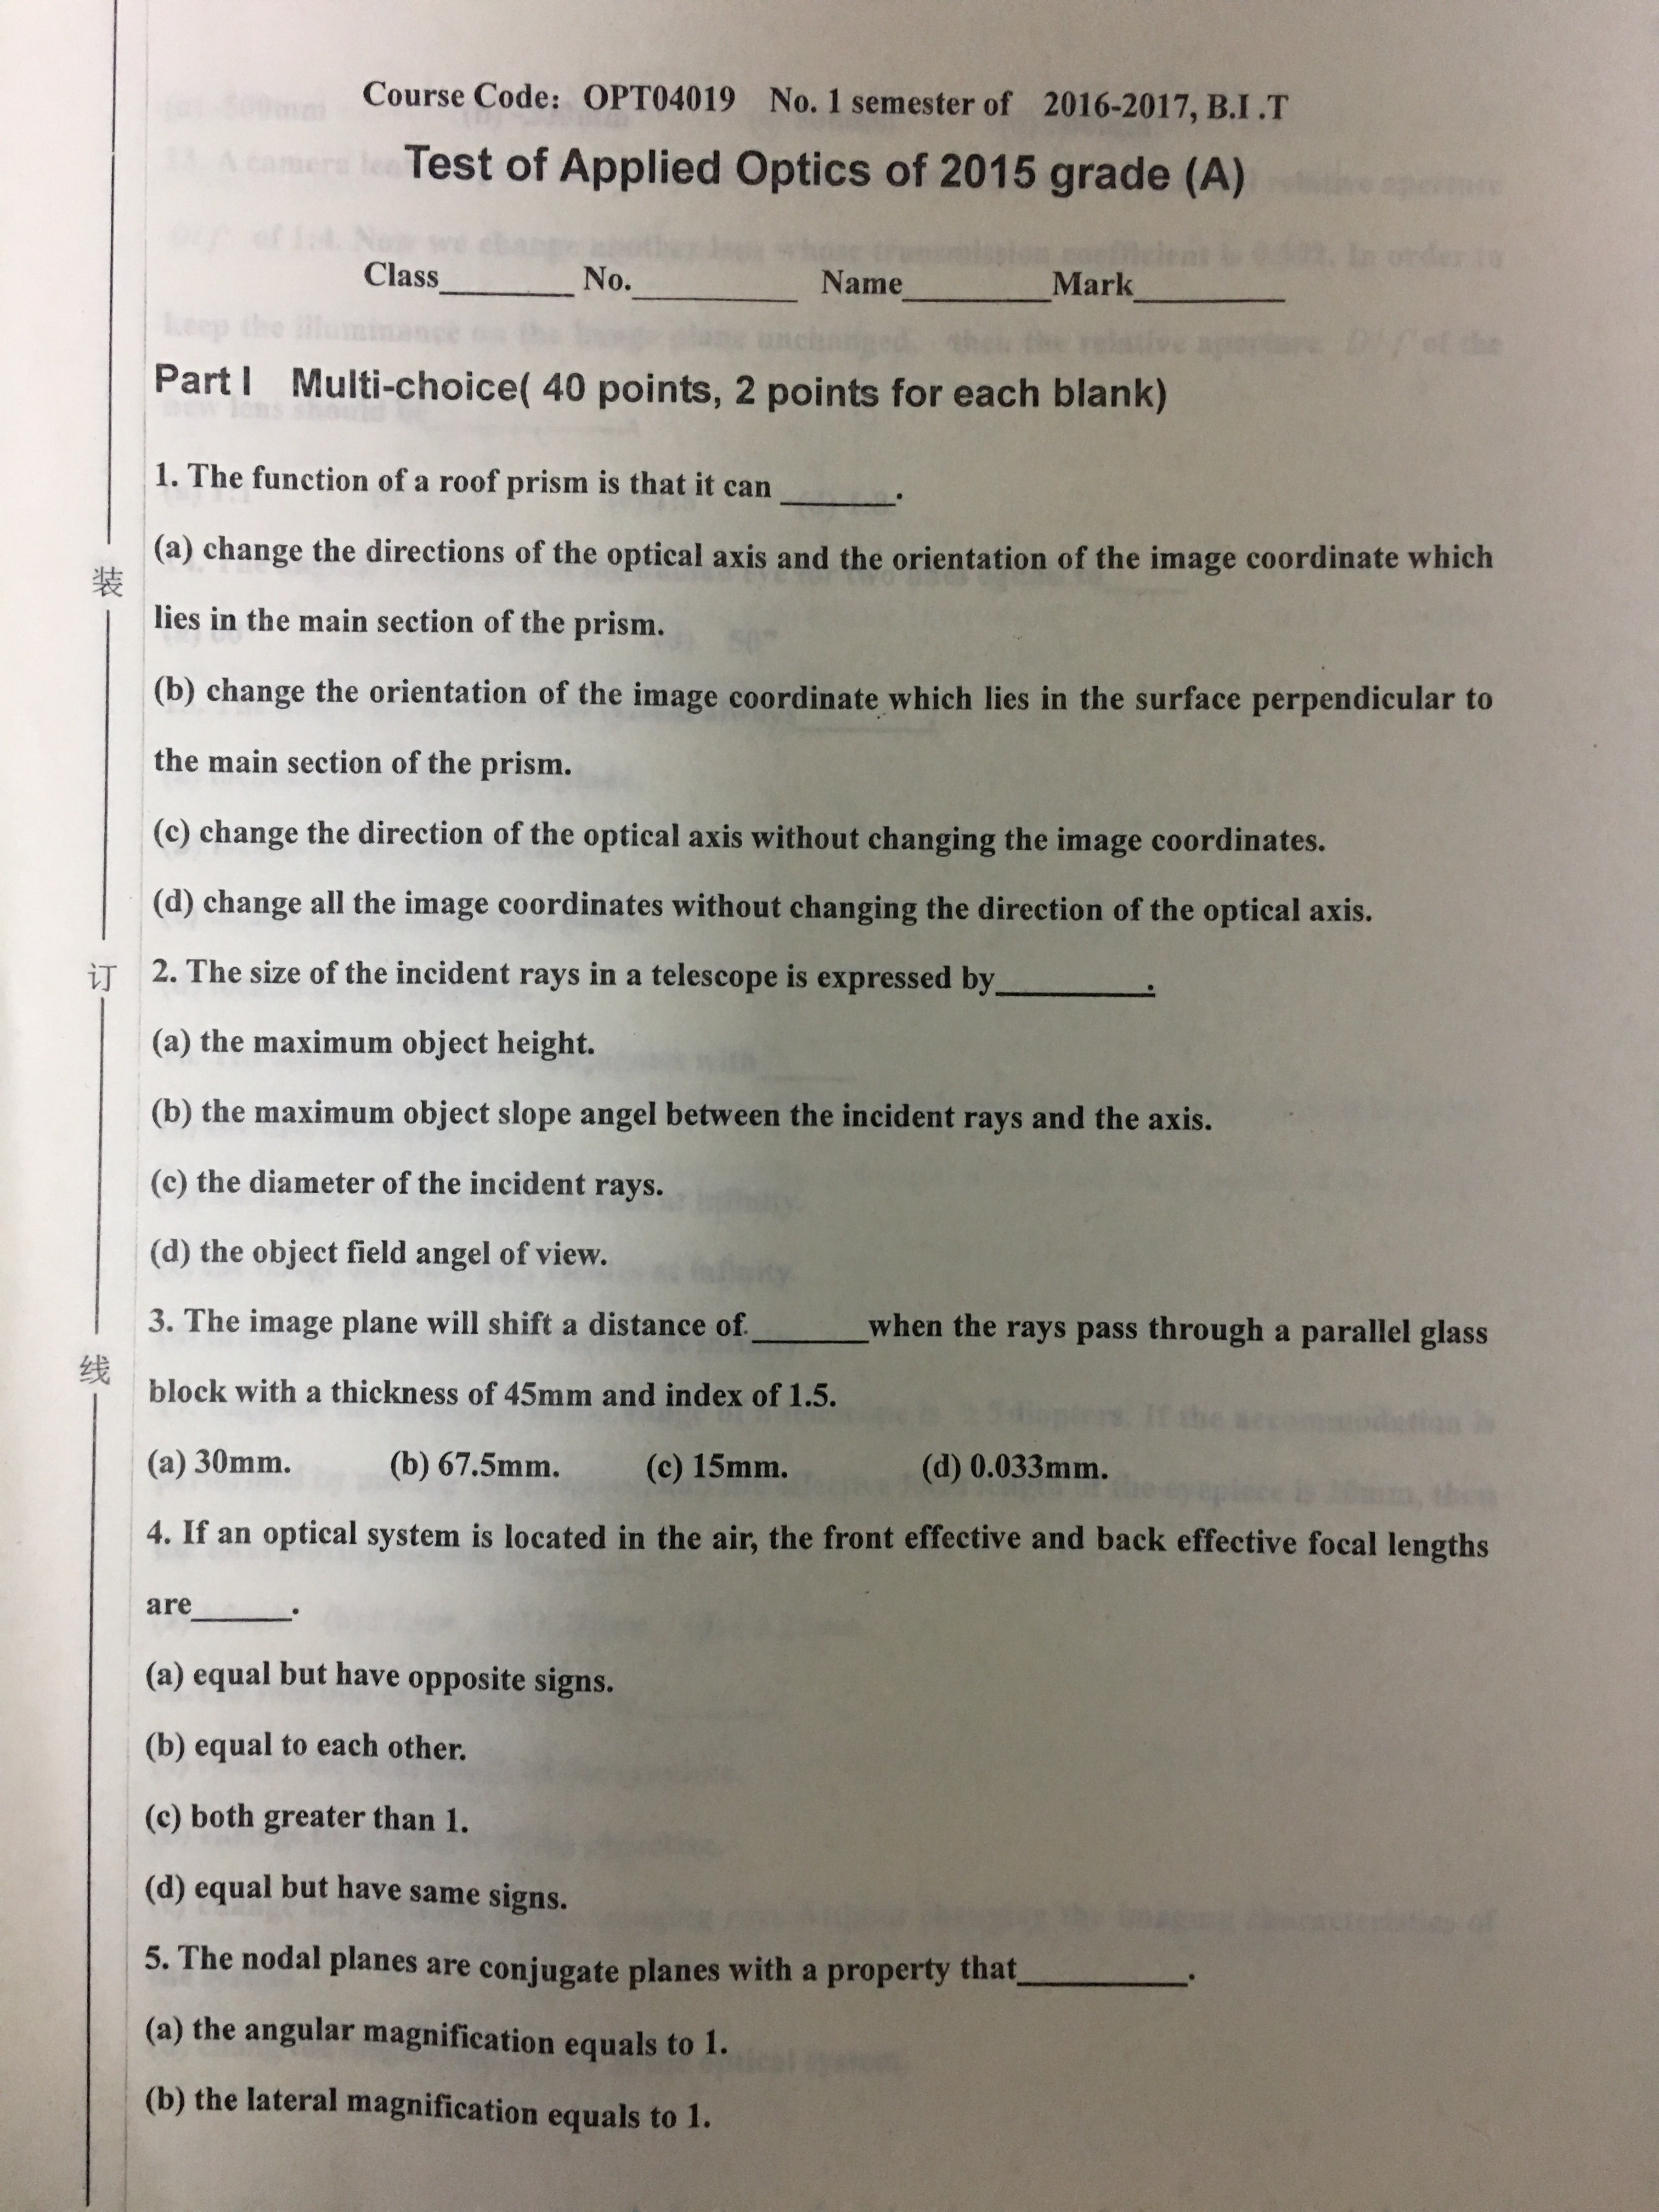 Course Code: OPT04019 No. 1 semester of 2016-2017, B.I .T
Test of Applied Optics of 2015 grade (A)
Class________ No.__________ Name_________Mark_________
Part I Multi-choice( 40 points, 2 points for each blank)
1. The function of a roof prism is that it can _______.
(a) change the directions of the optical axis and the orientation of the image coordinate which
lies in the main section of the prism.
(b) change the orientation of the image coordinate which lies in the surface perpendicular to
the main section of the prism.
(c) change the direction of the optical axis without changing the image coordinates.
(d) change all the image coordinates without changing the direction of the optical axis.
2. The size of the incident rays in a telescope is expressed by_________.
(a) the maximum object height.
(b) the maximum object slope angel between the incident rays and the axis.
(c) the diameter of the incident rays.
(d) the object field angel of view.
3. The image plane will shift a distance of _______when the rays pass through a parallel glass
block with a thickness of 45mm and index of 1.5.
(a) 30mm. (b) 67.5mm. (c) 15mm. (d) 0.033mm.
4. If an optical system is located in the air, the front effective and back effective focal lengths
are______.
(a) equal but have opposite signs.
(b) equal to each other.
(c) both greater than 1.
(d) equal but have same signs.
5. The nodal planes are conjugate planes with a property that__________.
(a) the angular magnification equals to 1.
(b) the lateral magnification equals to 1.
装
订
线